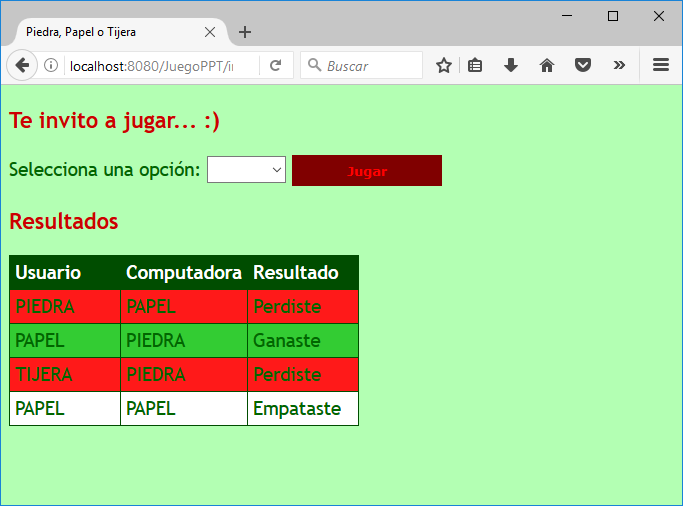 Piedra, Papel o Tijera
localhost:8080/JuegoPPT/in
Buscar
Te invito a jugar... :)
Selecciona una opción:
Jugar
Resultados
Usuario Computadora Resultado
PIEDRA PAPEL Perdiste
PAPEL PIEDRA Ganaste
TIJERA PIEDRA Perdiste
PAPEL PAPEL Empataste